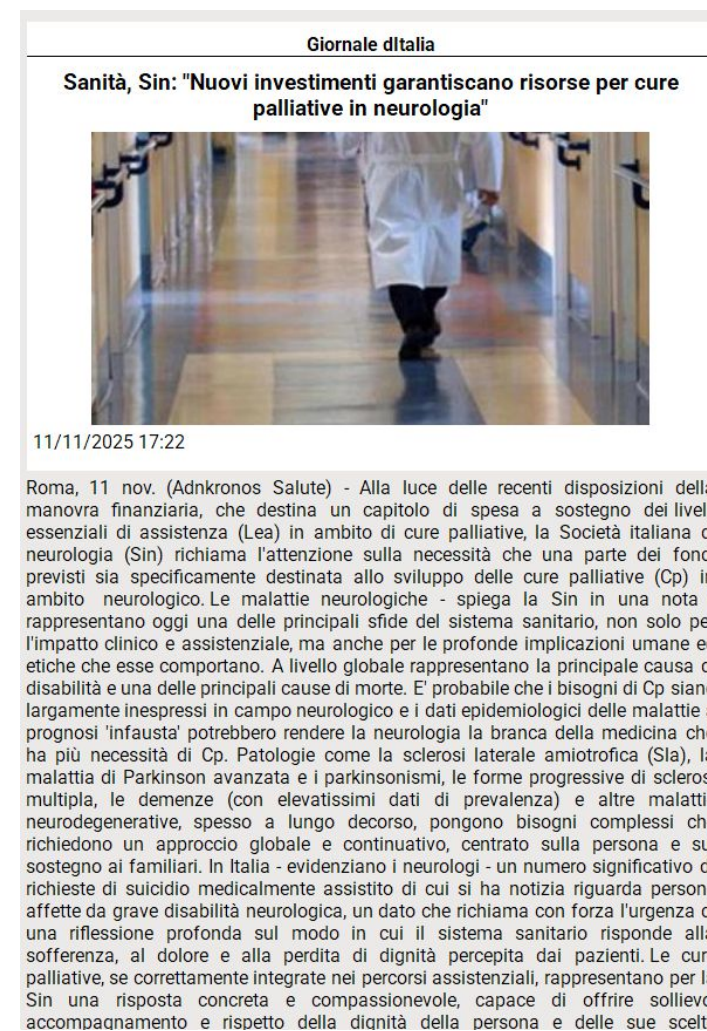 Giornale dItalia
Sanità, Sin: "Nuovi investimenti garantiscano risorse per cure
palliative in neurologia"
11/11/2025 17:22
Roma, 11 nov. (Adnkronos Salute) - Alla luce delle recenti disposizioni della
manovra finanziaria, che destina un capitolo di spesa a sostegno dei livell
essenziali di assistenza (Lea) in ambito di cure palliative, la Società italiana d
neurologia (Sin) richiama l'attenzione sulla necessità che una parte dei fond
previsti sia specificamente destinata allo sviluppo delle cure palliative (Cp) in
ambito neurologico. Le malattie neurologiche - spiega la Sin in una nota
rappresentano oggi una delle principali sfide del sistema sanitario, non solo pe
l'impatto clinico e assistenziale, ma anche per le profonde implicazioni umane ed
etiche che esse comportano. A livello globale rappresentano la principale causa d
disabilità e una delle principali cause di morte. E' probabile che i bisogni di Cp siano
largamente inespressi in campo neurologico e i dati epidemiologici delle malattie a
prognosi 'infausta' potrebbero rendere la neurologia la branca della medicina che
ha più necessità di Cp. Patologie come la sclerosi laterale amiotrofica (Sla), la
malattia di Parkinson avanzata e i parkinsonismi, le forme progressive di scleros
multipla, le demenze (con elevatissimi dati di prevalenza) e altre malatti
neurodegenerative, spesso a lungo decorso, pongono bisogni complessi ch
richiedono un approccio globale e continuativo, centrato sulla persona e su
sostegno ai familiari. In Italia - evidenziano i neurologi - un numero significativo d
richieste di suicidio medicalmente assistito di cui si ha notizia riguarda person
affette da grave disabilità neurologica, un dato che richiama con forza l'urgenza d
una riflessione profonda sul modo in cui il sistema sanitario risponde alla
sofferenza, al dolore e alla perdita di dignità percepita dai pazienti. Le cur
palliative, se correttamente integrate nei percorsi assistenziali, rappresentano per la
Sin una risposta concreta e compassionevole, capace di offrire sollievo
accompagnamento e rispetto della dignità della persona e delle sue scelt